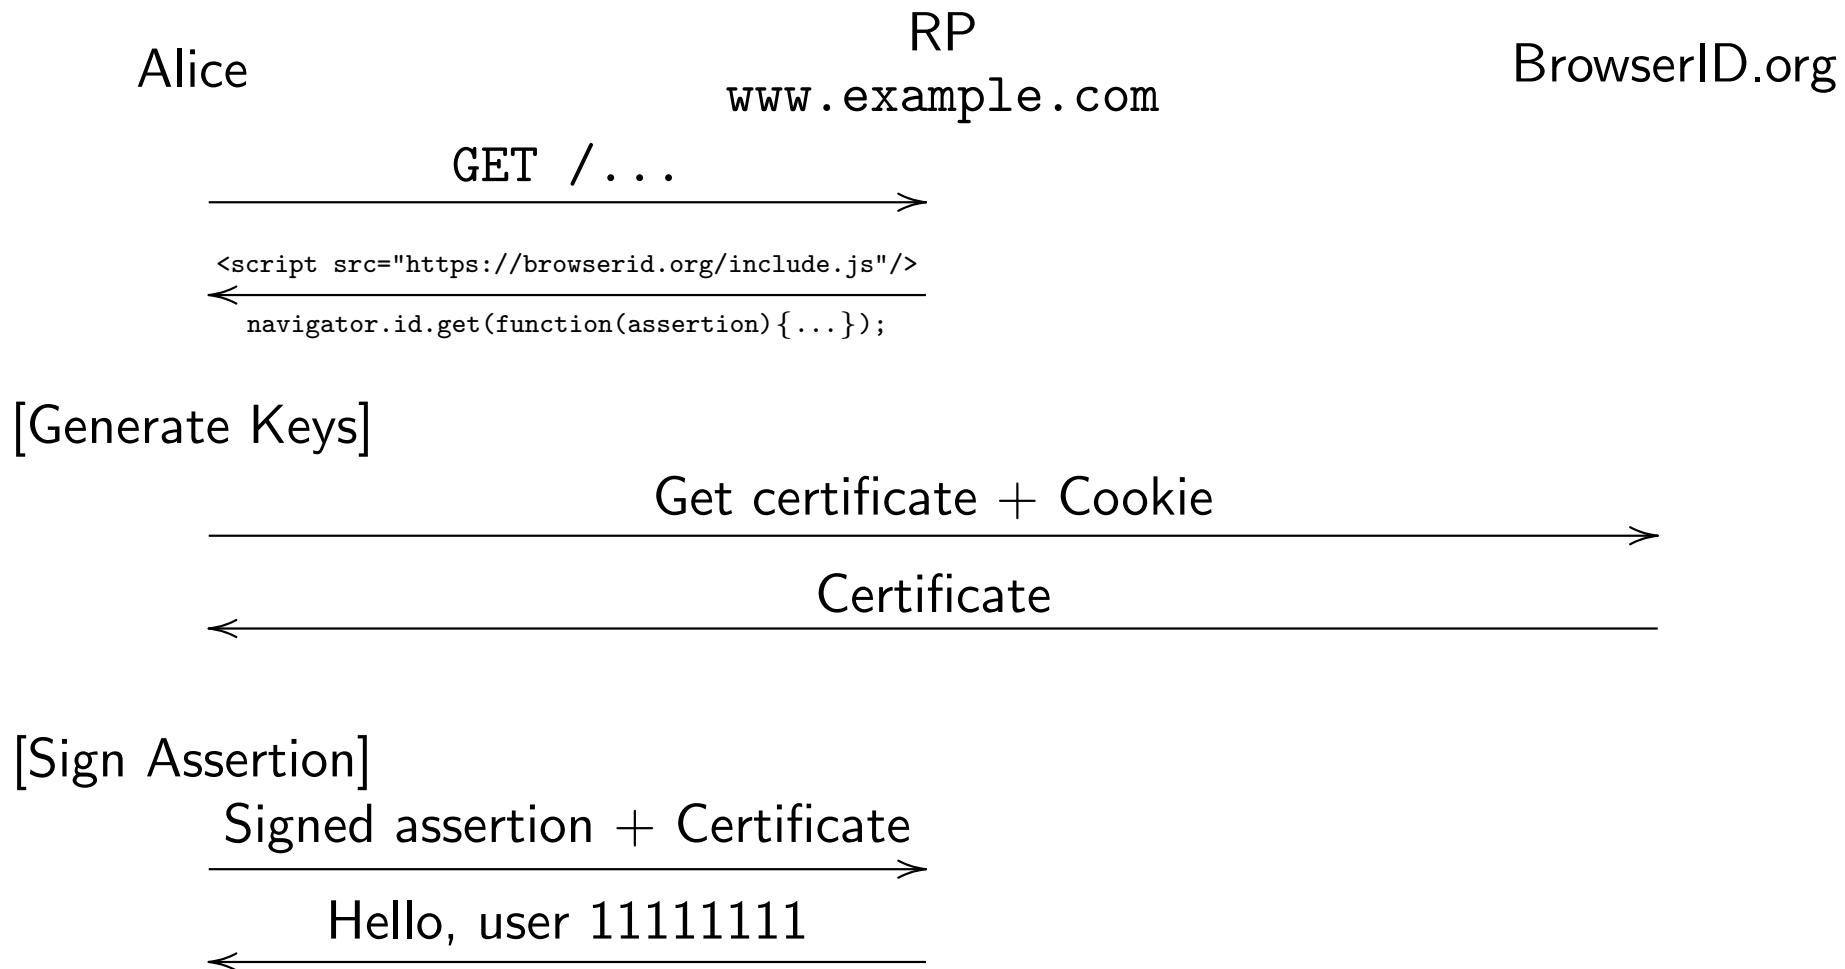 Alice
RP
www.example.com
BrowserID.org
GET /...
<script src="https://browserid.org/include.js"/>
navigator.id.get(function(assertion){...});
[Generate Keys]
Get certificate + Cookie
Certificate
[Sign Assertion]
Signed assertion + Certificate
Hello, user 11111111